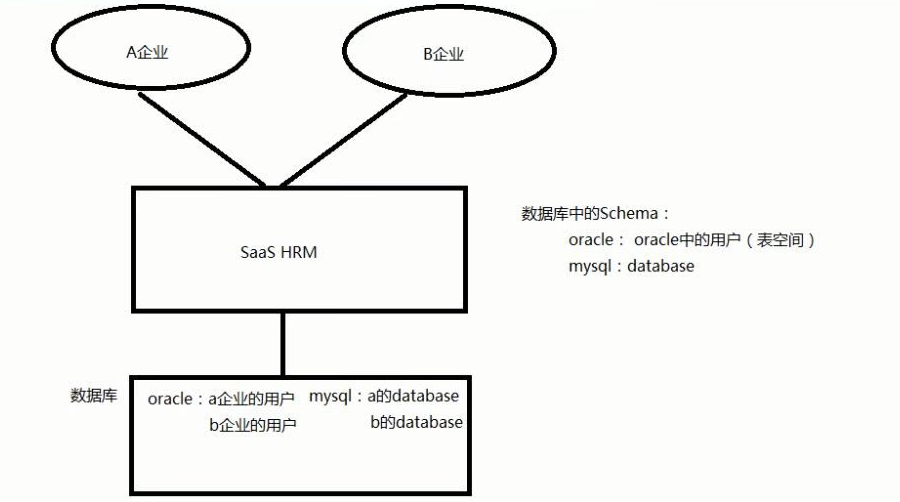 A企业
B企业
SaaS HRM
数据库中的Schema：
oracle： oracle中的用户（表空间）
mysql：database
数据库
oracle：a企业的用户
b企业的用户
mysql：a的database
b的database